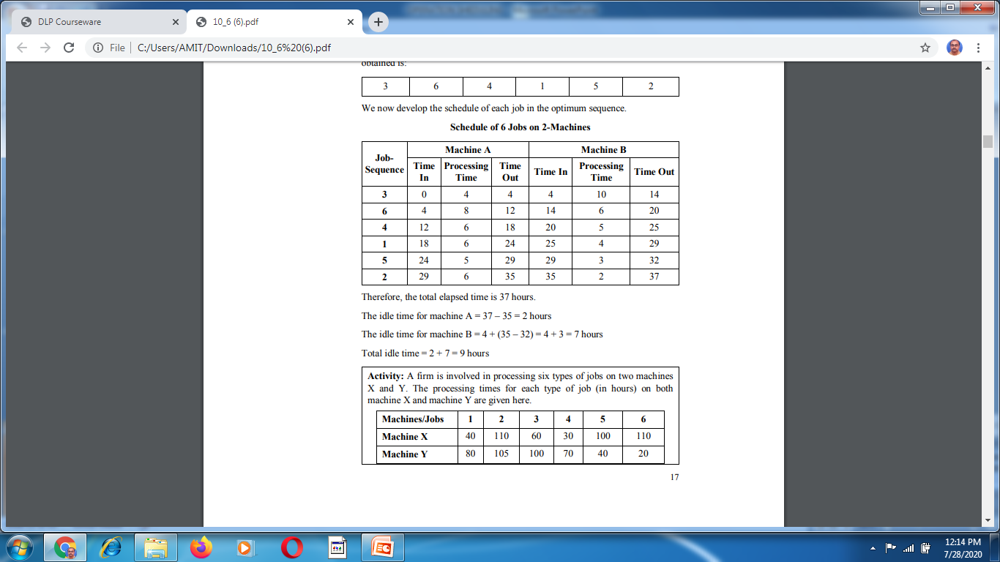 DLP Courseware
10_6 (6).pdf
File C:/Users/AMIT/Downloads/10_6%20(6).pdf
obtained is:
3 6 4 1 5 2
We now develop the schedule of each job in the optimum sequence.
Schedule of 6 Jobs on 2-Machines
Job-Sequence Machine A Machine B
Time In Processing Time Time Out Time In Processing Time Time Out
3 0 4 4 4 10 14
6 4 8 12 14 6 20
4 12 6 18 20 5 25
1 18 6 24 25 4 29
5 24 5 29 29 3 32
2 29 6 35 35 2 37
Therefore, the total elapsed time is 37 hours.
The idle time for machine A = 37 – 35 = 2 hours
The idle time for machine B = 4 + (35 – 32) = 4 + 3 = 7 hours
Total idle time = 2 + 7 = 9 hours
Activity: A firm is involved in processing six types of jobs on two machines
X and Y. The processing times for each type of job (in hours) on both
machine X and machine Y are given here.
Machines/Jobs 1 2 3 4 5 6
Machine X 40 110 60 30 100 110
Machine Y 80 105 100 70 40 20
17
12:14 PM
7/28/2020